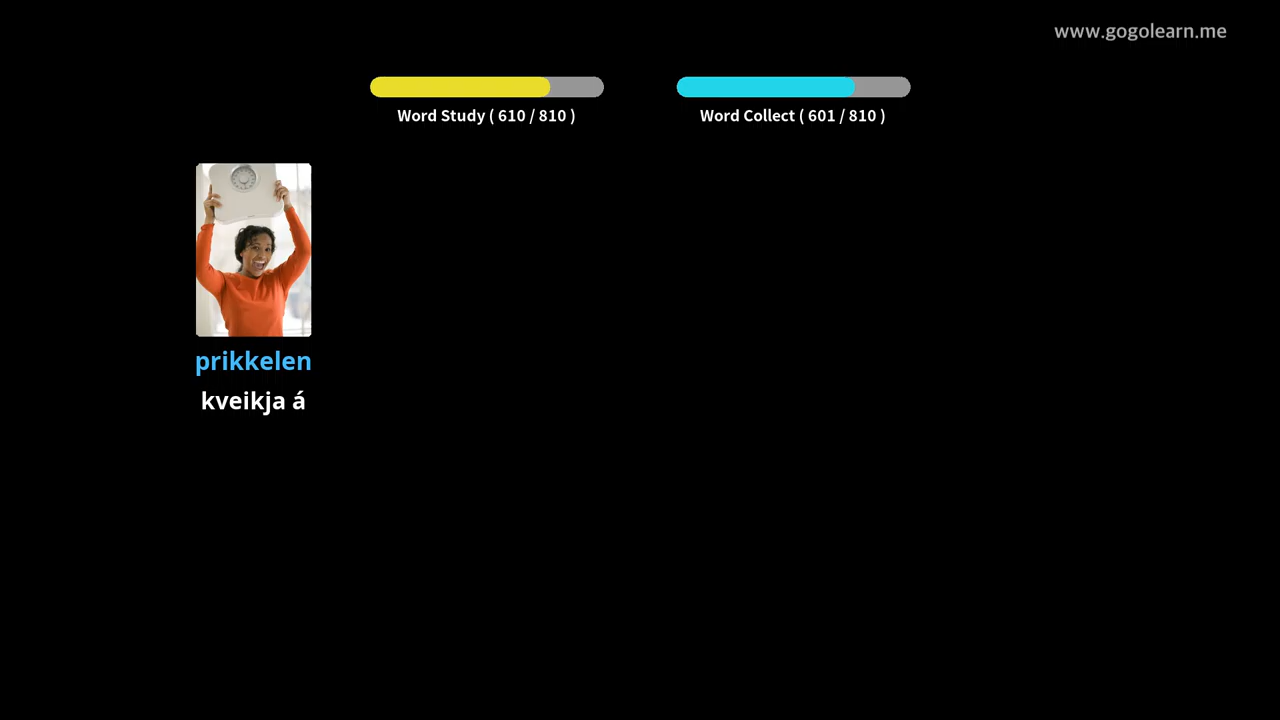 www.gogolearn.me
Word Study ( 610 / 810 )
Word Collect ( 601 / 810 )
prikkelen
kveikja á